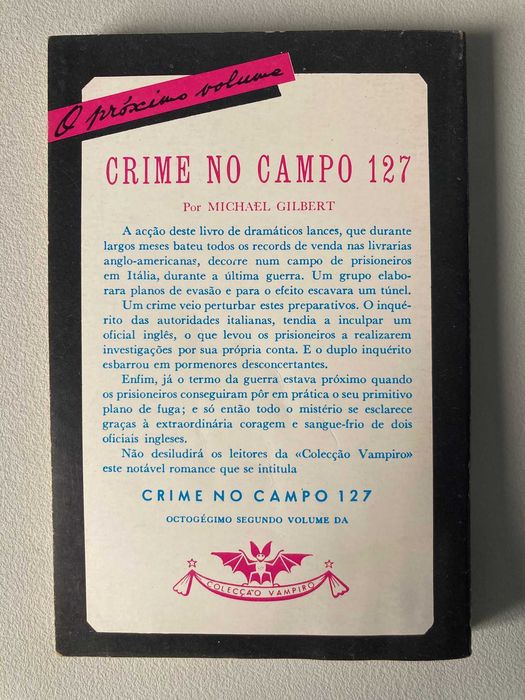 O próximo volume
CRIME NO CAMPO 127
Por MICHAEL GILBERT
A acção deste livro de dramáticos lances, que durante
largos meses bateu todos os records de venda nas livrarias
anglo-americanas, decorre num campo de prisioneiros
em Itália, durante a última guerra. Um grupo elabo-
rara planos de evasão e para o efeito escavara um túnel.
Um crime veio perturbar estes preparativos. O inqué-
rito das autoridades italianas, tendia a inculpar um
oficial inglês, o que levou os prisioneiros a realizarem
investigações por sua própria conta. E o duplo inquérito
esbarrou em pormenores desconcertantes.
Enfim, já o termo da guerra estava próximo quando
os prisioneiros conseguiram pôr em prática o seu primitivo
plano de fuga; e só então todo o mistério se esclarece
graças à extraordinária coragem e sangue-frio de dois
oficiais ingleses.
Não desiludirá os leitores da «Colecção Vampiro»
este notável romance que se intitula
CRIME NO CAMPO 127
OCTOGÉGIMO SEGUNDO VOLUME DA
COLECÇÃO VAMPIRO